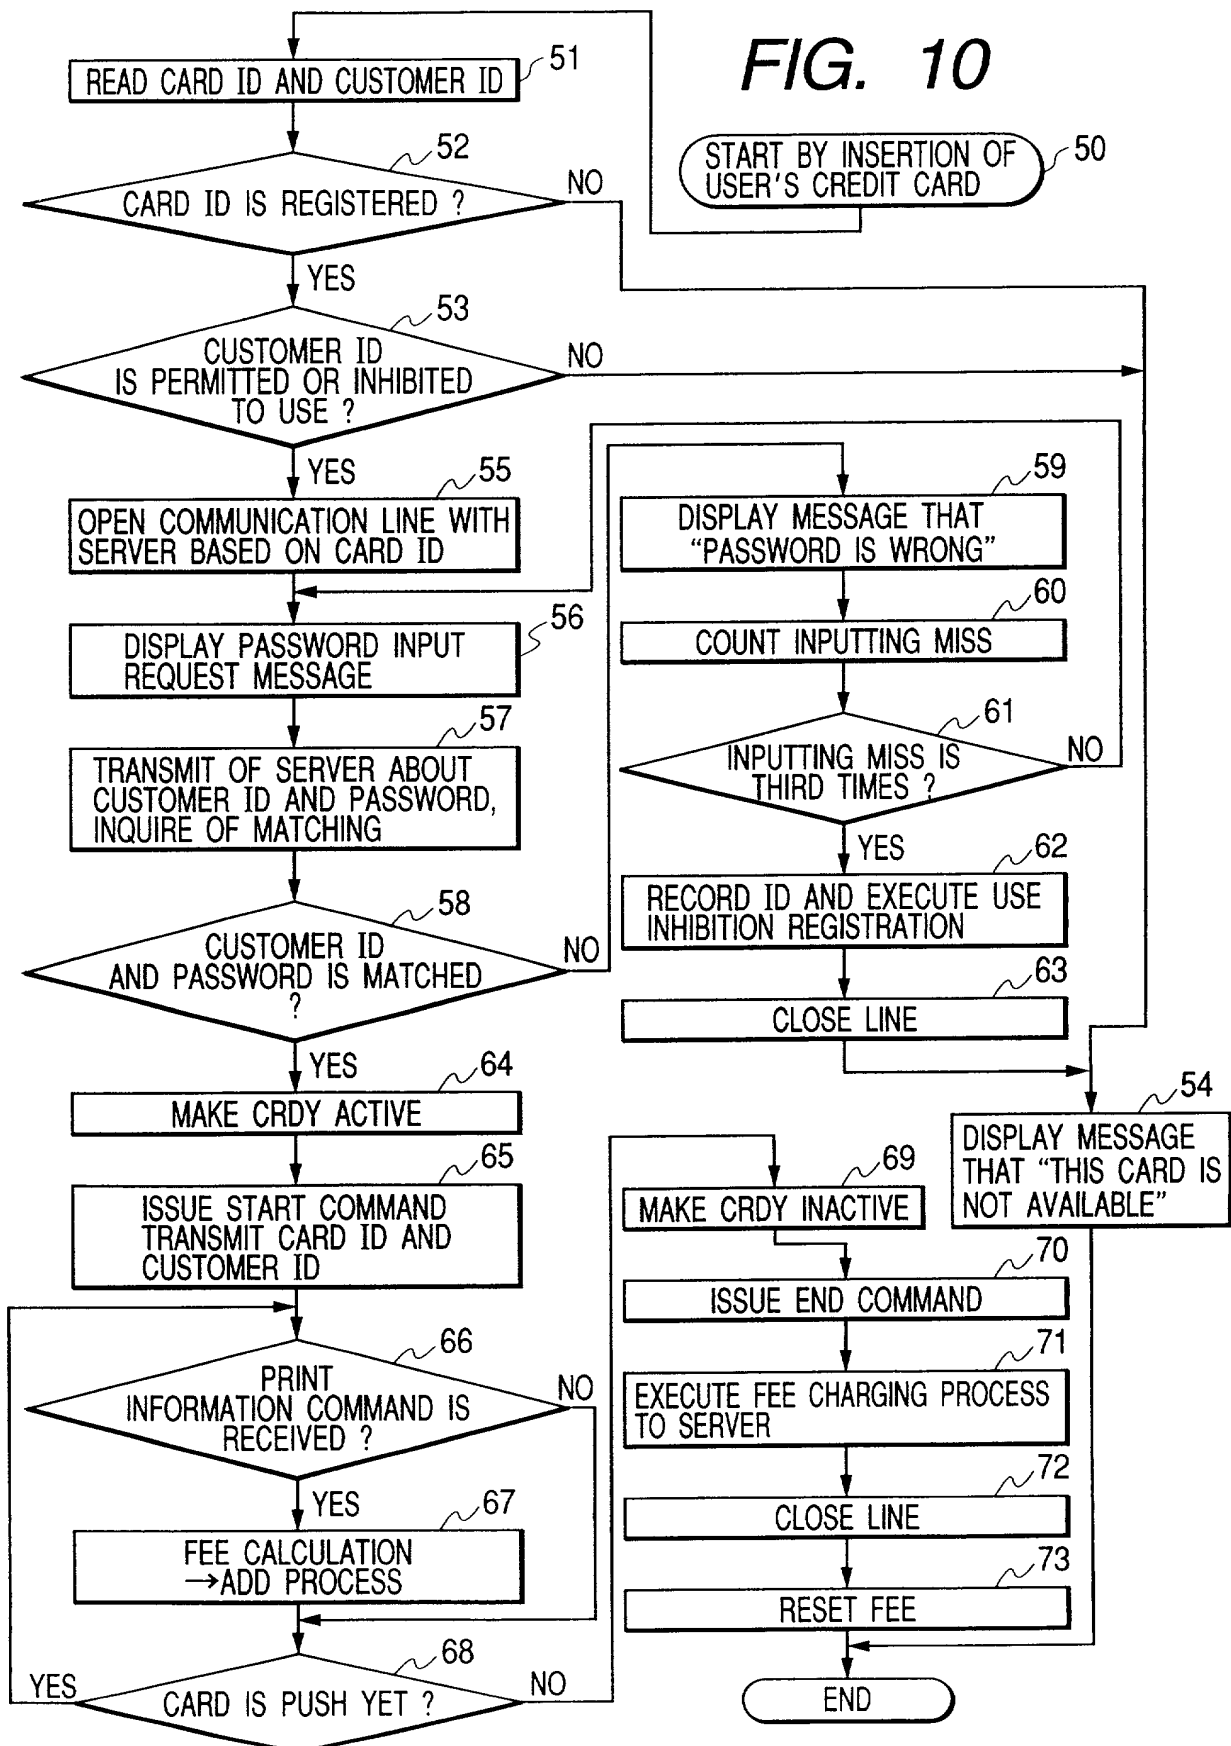 FIG. 10
START BY INSERTION OF
USER'S CREDIT CARD
50
READ CARD ID AND CUSTOMER ID
51
CARD ID IS REGISTERED ?
52
NO
YES
CUSTOMER ID
IS PERMITTED OR INHIBITED
TO USE ?
53
NO
YES
OPEN COMMUNICATION LINE WITH
SERVER BASED ON CARD ID
55
DISPLAY PASSWORD INPUT
REQUEST MESSAGE
56
TRANSMIT OF SERVER ABOUT
CUSTOMER ID AND PASSWORD,
INQUIRE OF MATCHING
57
CUSTOMER ID
AND PASSWORD IS MATCHED
?
58
NO
YES
DISPLAY MESSAGE THAT
“PASSWORD IS WRONG”
59
COUNT INPUTTING MISS
60
INPUTTING MISS IS
THIRD TIMES ?
61
NO
YES
RECORD ID AND EXECUTE USE
INHIBITION REGISTRATION
62
CLOSE LINE
63
DISPLAY MESSAGE
THAT “THIS CARD IS
NOT AVAILABLE”
54
MAKE CRDY ACTIVE
64
ISSUE START COMMAND
TRANSMIT CARD ID AND
CUSTOMER ID
65
PRINT
INFORMATION COMMAND IS
RECEIVED ?
66
NO
YES
FEE CALCULATION
→ADD PROCESS
67
CARD IS PUSH YET ?
68
YES
NO
MAKE CRDY INACTIVE
69
ISSUE END COMMAND
70
EXECUTE FEE CHARGING PROCESS
TO SERVER
71
CLOSE LINE
72
RESET FEE
73
END